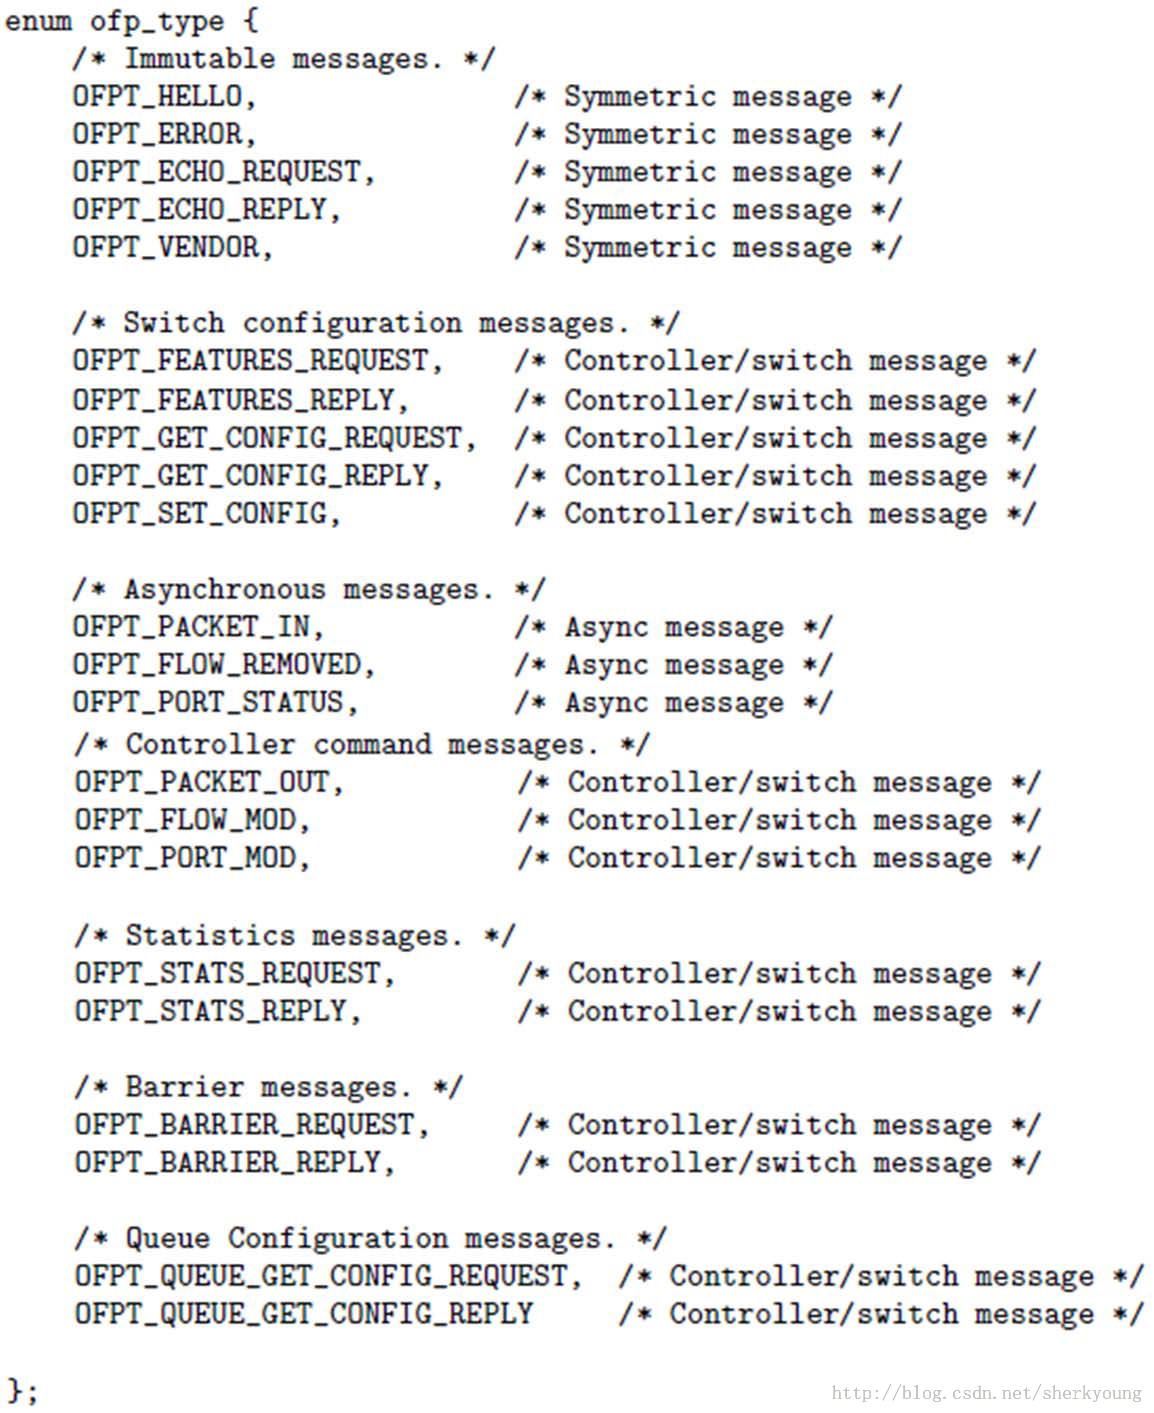 enum ofp_type {
/* Immutable messages. */
OFPT_HELLO, /* Symmetric message */
OFPT_ERROR, /* Symmetric message */
OFPT_ECHO_REQUEST, /* Symmetric message */
OFPT_ECHO_REPLY, /* Symmetric message */
OFPT_VENDOR, /* Symmetric message */
/* Switch configuration messages. */
OFPT_FEATURES_REQUEST, /* Controller/switch message */
OFPT_FEATURES_REPLY, /* Controller/switch message */
OFPT_GET_CONFIG_REQUEST, /* Controller/switch message */
OFPT_GET_CONFIG_REPLY, /* Controller/switch message */
OFPT_SET_CONFIG, /* Controller/switch message */
/* Asynchronous messages. */
OFPT_PACKET_IN, /* Async message */
OFPT_FLOW_REMOVED, /* Async message */
OFPT_PORT_STATUS, /* Async message */
/* Controller command messages. */
OFPT_PACKET_OUT, /* Controller/switch message */
OFPT_FLOW_MOD, /* Controller/switch message */
OFPT_PORT_MOD, /* Controller/switch message */
/* Statistics messages. */
OFPT_STATS_REQUEST, /* Controller/switch message */
OFPT_STATS_REPLY, /* Controller/switch message */
/* Barrier messages. */
OFPT_BARRIER_REQUEST, /* Controller/switch message */
OFPT_BARRIER_REPLY, /* Controller/switch message */
/* Queue Configuration messages. */
OFPT_QUEUE_GET_CONFIG_REQUEST, /* Controller/switch message */
OFPT_QUEUE_GET_CONFIG_REPLY /* Controller/switch message */
};
http://blog.csdn.net/sherkyoung